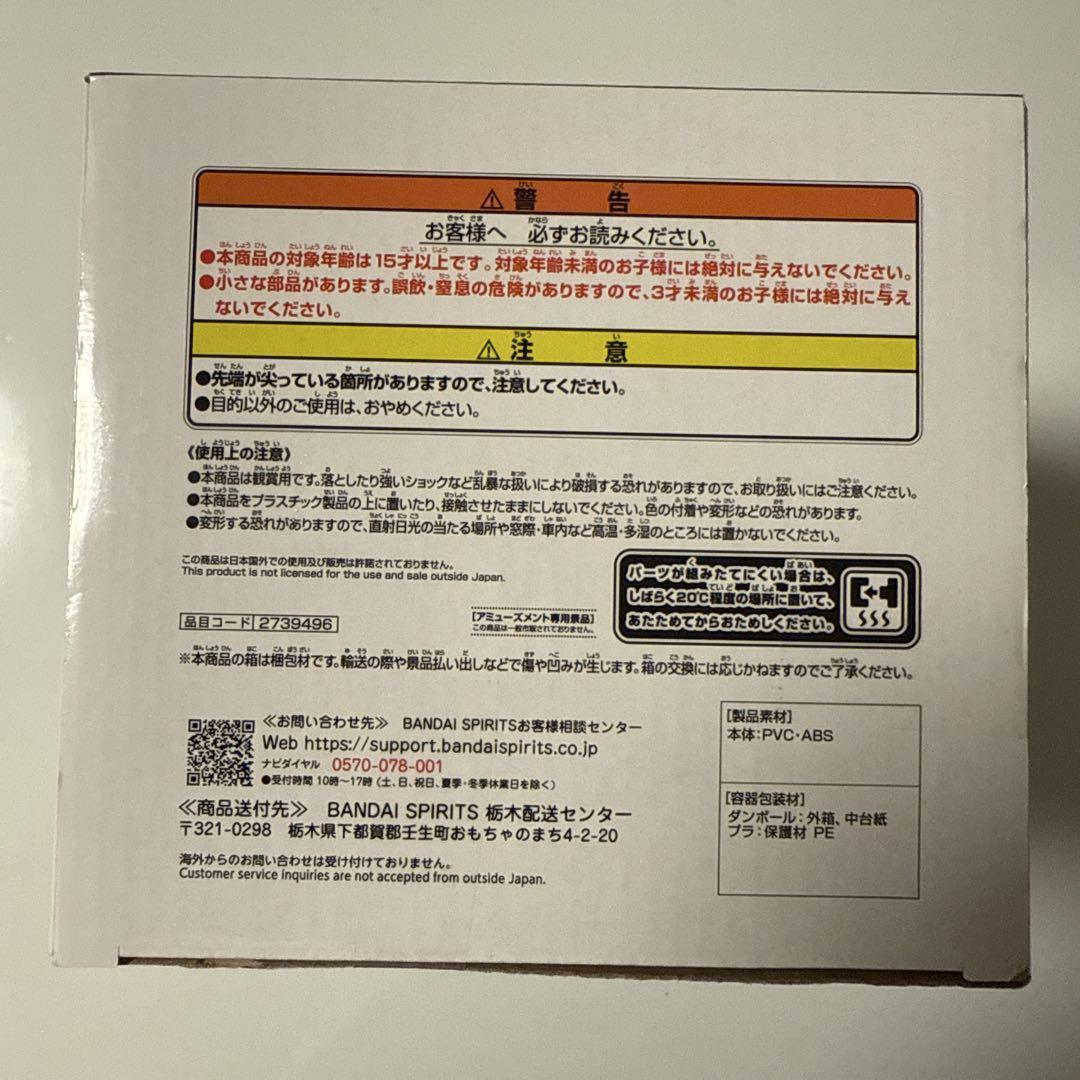 ⚠警告
お客様へ 必ずお読みください。
●本商品の対象年齢は15才以上です。対象年齢未満のお子様には絶対に与えないでください。
●小さな部品があります。誤飲・窒息の危険がありますので、3才未満のお子様には絶対に与え
ないでください。
⚠注意
●先端が尖っている箇所がありますので、注意してください。
●目的以外のご使用は、おやめください。
《使用上の注意》
●本商品は観賞用です。落としたり強いショックなど乱暴な扱いにより破損する恐れがありますので、お取り扱いにはご注意ください。
●本商品をプラスチック製品の上に置いたり、接触させたままにしないでください。色の付着や変形などの恐れがあります。
●変形する恐れがありますので、直射日光の当たる場所や窓際・車内など高温・多湿のところには置かないでください。
この商品は日本国外での使用及び販売は許諾されておりません。
This product is not licensed for the use and sale outside Japan.
パーツが組みたてにくい場合は、
しばらく20℃程度の場所に置いて、
あたためてからおためしください。
品目コード 2739496
[アミューズメント専用景品]
この商品は一般市販されておりません。
※本商品の箱は梱包材です。輸送の際や景品払い出しなどで傷や凹みが生じます。箱の交換には応じかねますのでご了承ください。
≪お問い合わせ先≫ BANDAI SPIRITSお客様相談センター
Web https://support.bandaispirits.co.jp
ナビダイヤル 0570-078-001
●受付時間 10時〜17時(土、日、祝日、夏季・冬季休業日を除く)
≪商品送付先≫ BANDAI SPIRITS 栃木配送センター
〒321-0298 栃木県下都賀郡壬生町おもちゃのまち4-2-20
海外からのお問い合わせは受け付けておりません。
Customer service inquiries are not accepted from outside Japan.
[製品素材]
本体:PVC・ABS
[容器包装材]
ダンボール:外箱、中台紙
プラ:保護材 PE